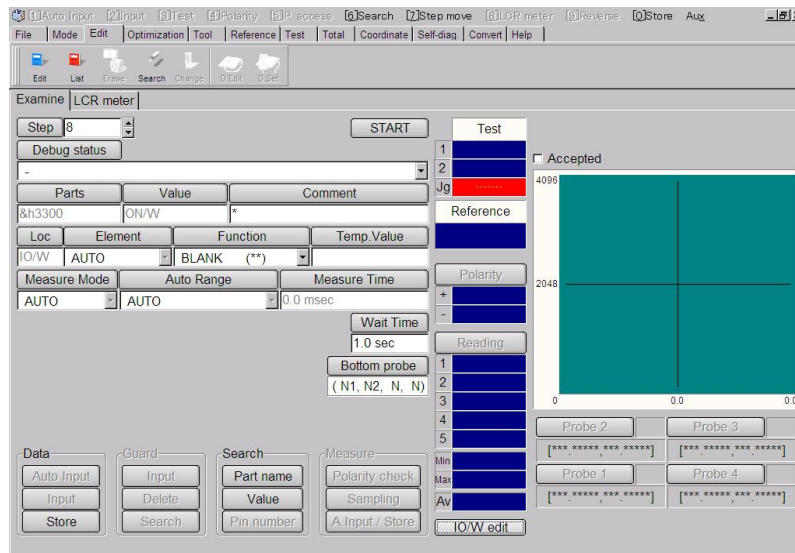 [1]Auto Input [2]Input [3]Test [4]Polarity [5]P access [6]Search [7]Step move [8]LCR meter [9]Reverse [0]Store Aux
File Mode Edit Optimization Tool Reference Test Total Coordinate Self-diag. Convert Help
Edit List Erase Search Change D.Edit D.Set
Examine LCR meter
Step 8 START Test
Debug status 1
- 2
Accepted
Parts Value Comment Jg -------
&h3300 ON/W * Reference
4096
Loc Element Function Temp.Value
IO/W AUTO BLANK (**)
Measure Mode Auto Range Measure Time Polarity
AUTO AUTO 0.0 msec +
2048
Wait Time -
1.0 sec Reading
Bottom probe 1
( N1, N2, N, N) 2
3
0 0.0 0.0
4
Probe 2 Probe 3
5
[***.*****,***.*****] [***.*****,***.*****]
Data Guard Search Measure Min
Auto Input Input Part name Polarity check Max
Probe 1 Probe 4
Input Delete Value Sampling Av
[***.*****,***.*****] [***.*****,***.*****]
Store Search Pin number A.Input / Store IO/W edit